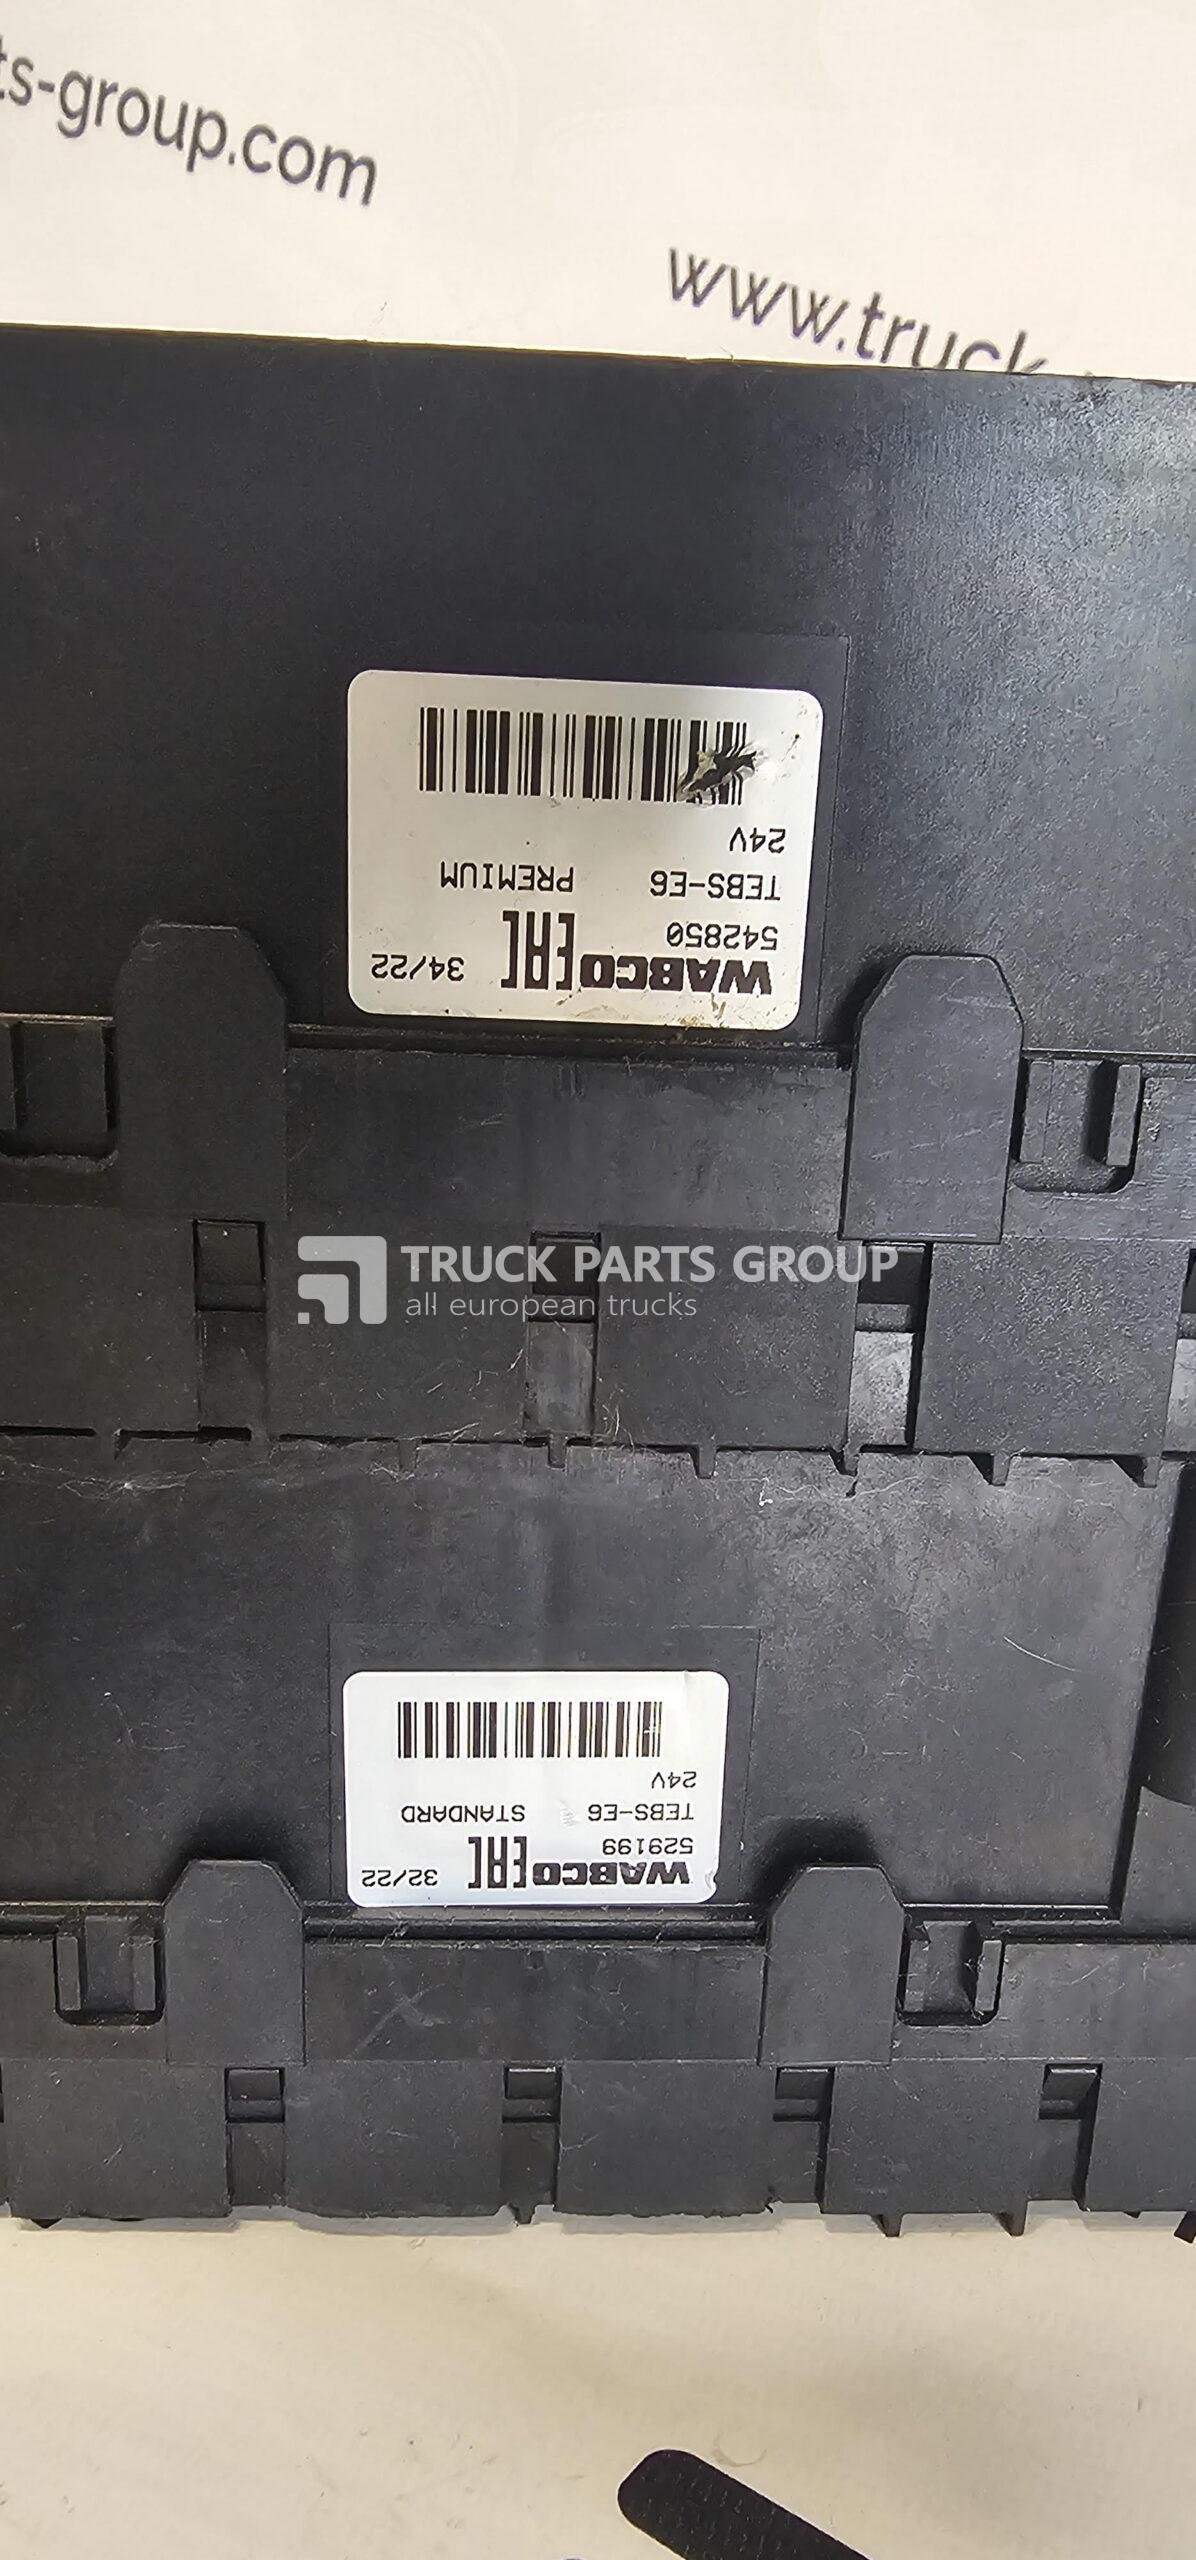 ts-group.com
www.truck
WABCO EAC 34/22
542850
TEBS-E6 PREMIUM
24V
TRUCK PARTS GROUP
all european trucks
WABCO EAC 32/22
529199
TEBS-E6 STANDARD
24V